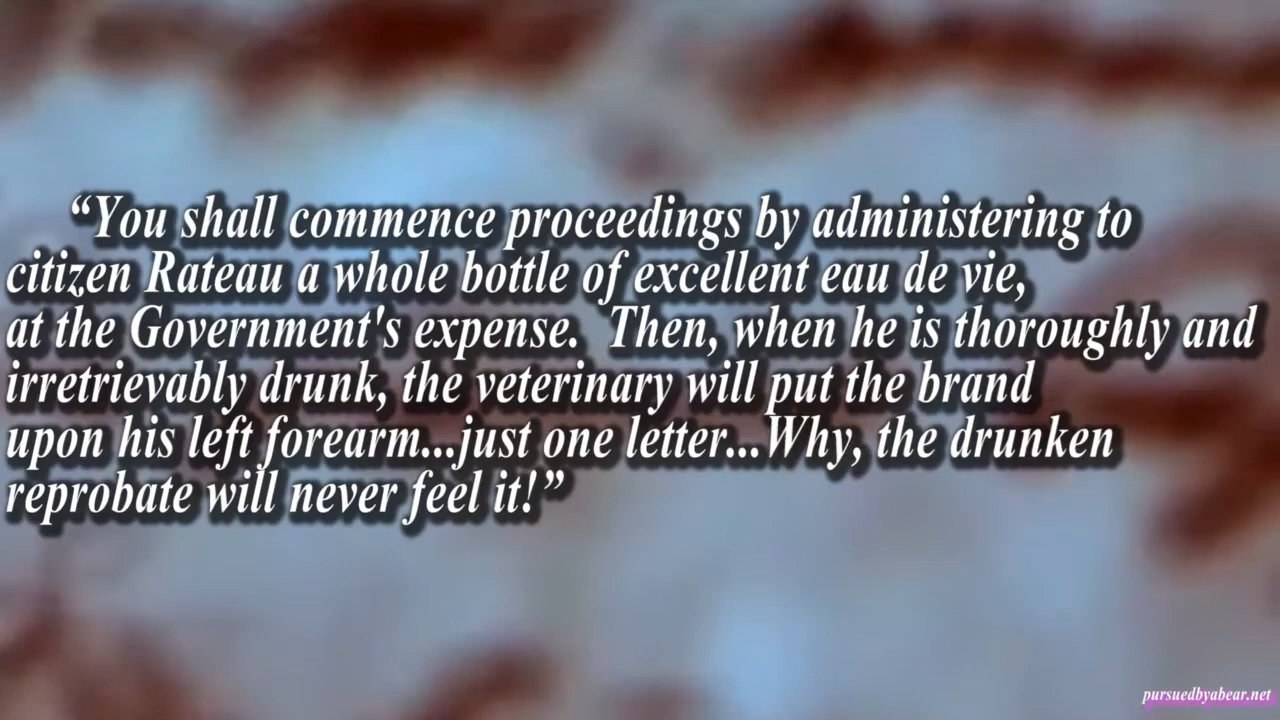 “You shall commence proceedings by administering to
citizen Rateau a whole bottle of excellent eau de vie,
at the Government's expense.  Then, when he is thoroughly and
irretrievably drunk, the veterinary will put the brand
upon his left forearm...just one letter...Why, the drunken
reprobate will never feel it!”
pursuedbyabear.net